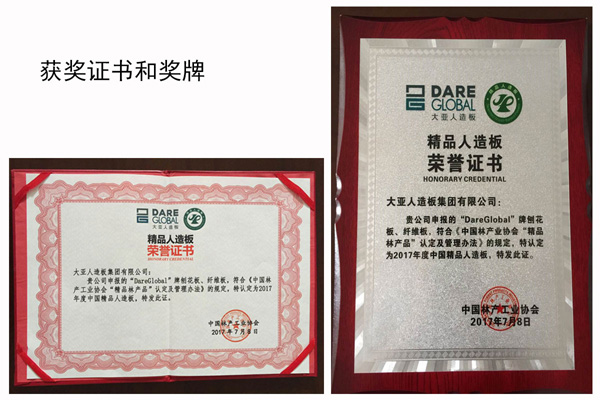 获奖证书和奖牌
DARE
GLOBAL
大亚人造板
精品人造板
荣誉证书
大亚人造板集团有限公司:
贵公司申报的“DareGlobal”牌刨花板、纤维板，符合《中国林
产工业协会“精品林产品”认定及管理办法》的规定，特认定为2017
年度中国精品人造板，特发此证。
中国林产工业协会
2017年7月8日
DARE
GLOBAL
大亚人造板
精品人造板
荣誉证书
HONORARY CREDENTIAL
大亚人造板集团有限公司:
贵公司申报的“DareGlobal”牌刨花
板、纤维板，符合《中国林产业协会“精品
林产品”认定及管理办法》的规定，特认定
为2017年度中国精品人造板，特发此证。
中国林产工业协会
2017年7月8日